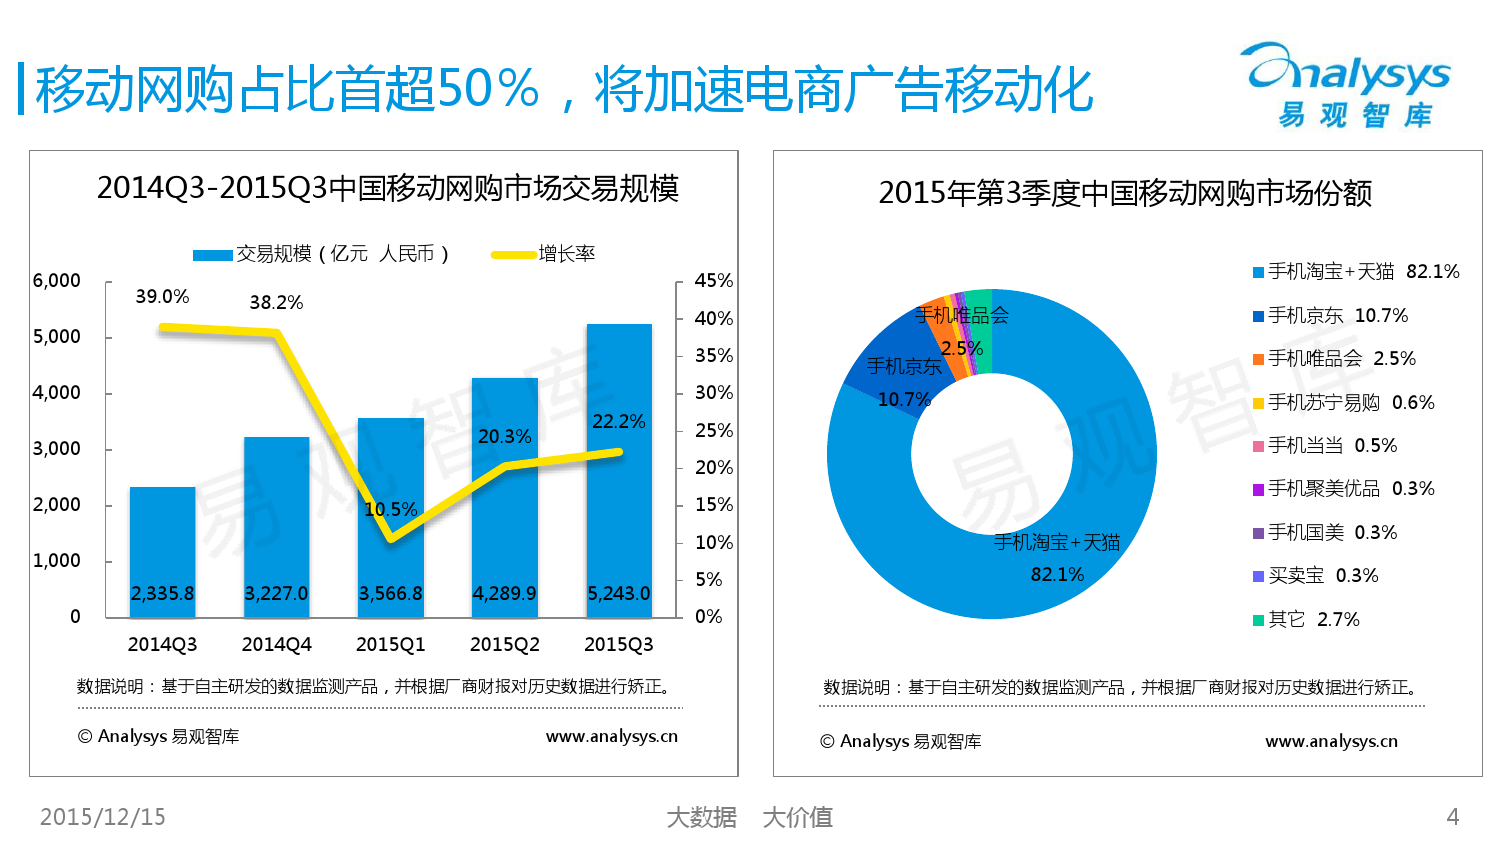 移动网购占比首超50%，将加速电商广告移动化
Analysys
易观智库
2014Q3-2015Q3中国移动网购市场交易规模
交易规模（亿元 人民币） 增长率
6,000
5,000
4,000
3,000
2,000
1,000
0
45%
40%
35%
30%
25%
20%
15%
10%
5%
0%
39.0%
38.2%
10.5%
20.3%
22.2%
2,335.8 3,227.0 3,566.8 4,289.9 5,243.0
2014Q3 2014Q4 2015Q1 2015Q2 2015Q3
易观智库
数据说明：基于自主研发的数据监测产品，并根据厂商财报对历史数据进行矫正。
© Analysys 易观智库 www.analysys.cn
2015年第3季度中国移动网购市场份额
手机唯品会
2.5%
手机京东
10.7%
手机淘宝+天猫
82.1%
手机淘宝+天猫 82.1%
手机京东 10.7%
手机唯品会 2.5%
手机苏宁易购 0.6%
手机当当 0.5%
手机聚美优品 0.3%
手机国美 0.3%
买卖宝 0.3%
其它 2.7%
易观智库
数据说明：基于自主研发的数据监测产品，并根据厂商财报对历史数据进行矫正。
© Analysys 易观智库 www.analysys.cn
2015/12/15 大数据 大价值 4